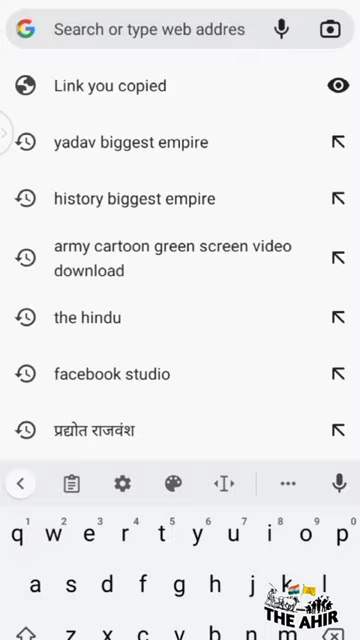 Search or type web addres
Link you copied
yadav biggest empire
history biggest empire
army cartoon green screen video
download
the hindu
facebook studio
प्रद्योत राजवंश
1 2 3 4 5 6 7 8 9 0
q w e r t y u i o p
a s d f g h j k l
z x c v b n m
THE AHIR